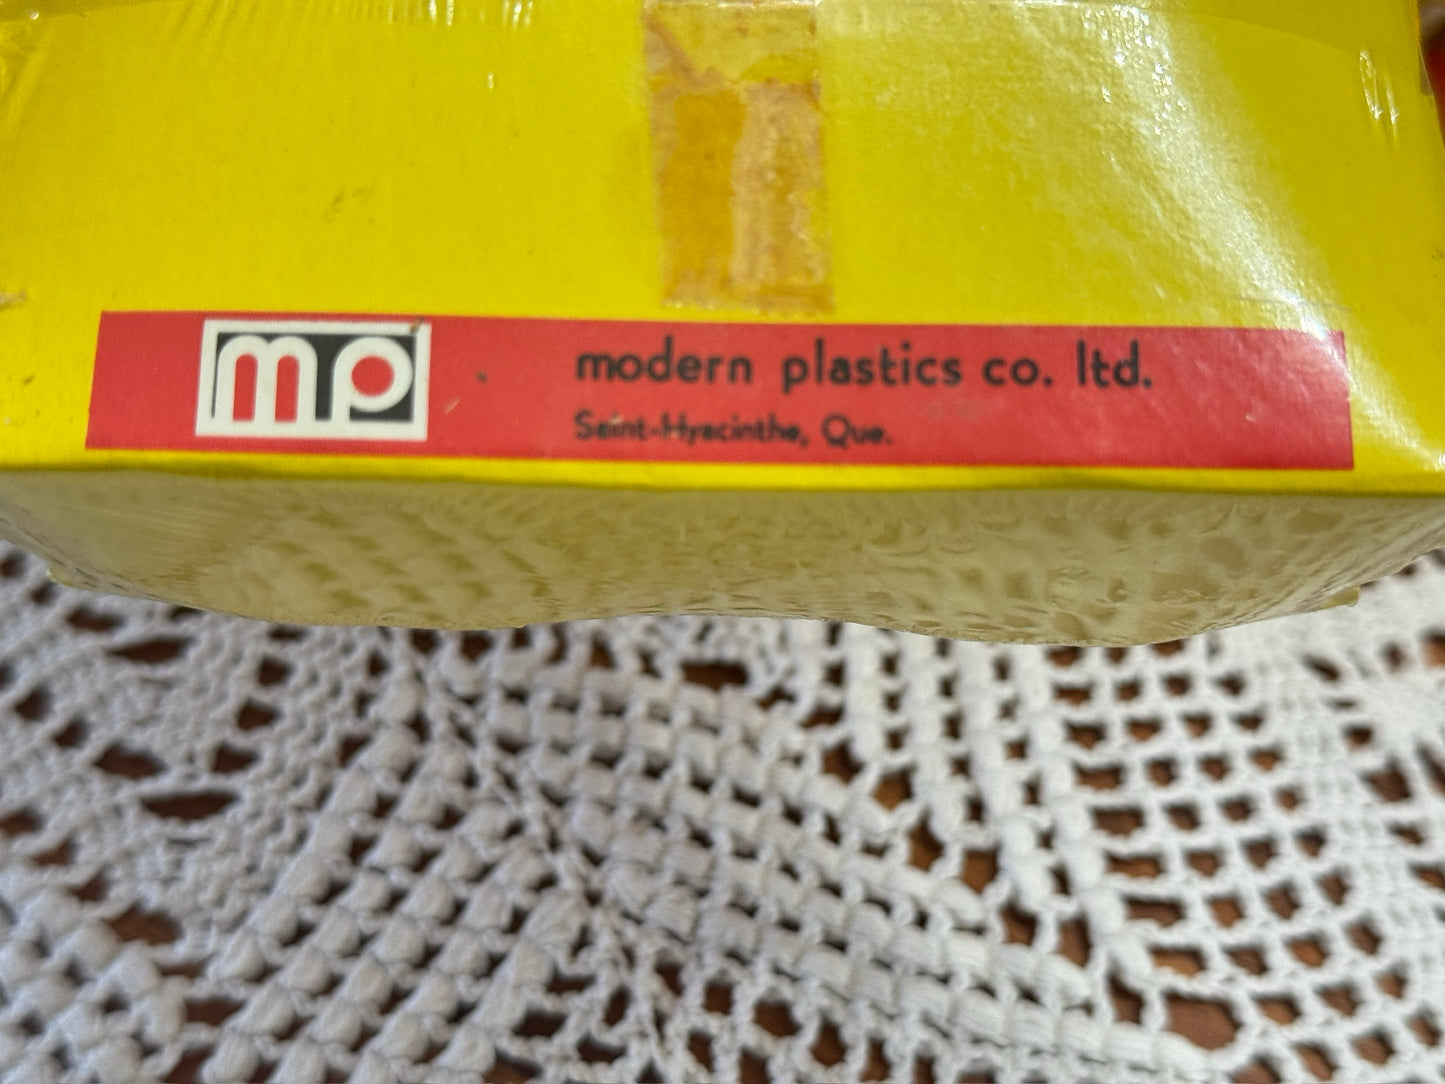 mp
modern plastics co. ltd.
Saint-Hyacinthe, Que.